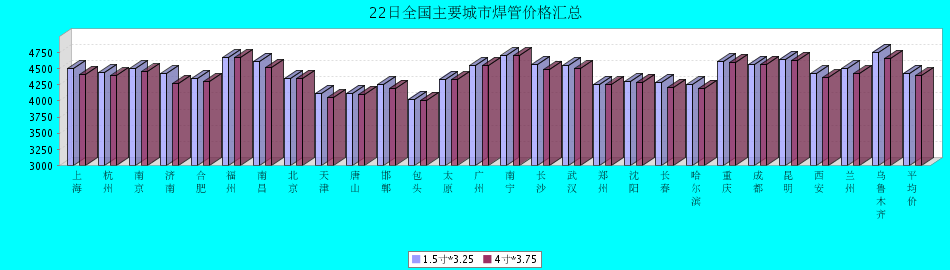 22日全国主要城市焊管价格汇总
4750
4500
4250
4000
3750
3500
3250
3000
上海
杭州
南京
济南
合肥
福州
南昌
北京
天津
唐山
邯郸
包头
太原
广州
南宁
长沙
武汉
郑州
沈阳
长春
哈尔滨
重庆
成都
昆明
西安
兰州
乌鲁木齐
平均价
1.5寸*3.25
4寸*3.75